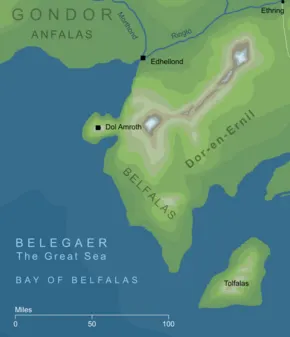 GONDOR
ANFALAS
Morthond
Ringlo
Ethring
Edhellond
Dol Amroth
Dor-en-Ernil
BELFALAS
BELEGAER
The Great Sea
BAY OF BELFALAS
Tolfalas
Miles
0 50 100